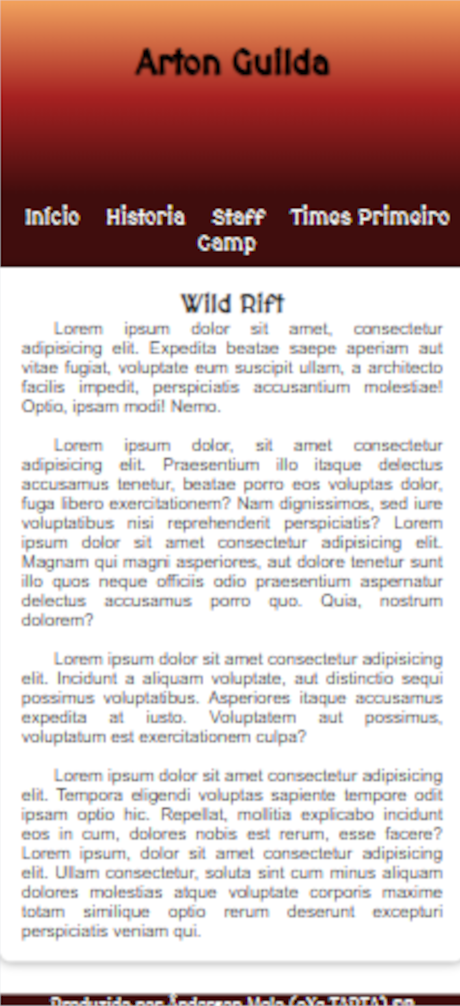 Arton Guilda
Início Historia Staff Times Primeiro
Camp
Wild Rift
Lorem ipsum dolor sit amet, consectetur
adipisicing elit. Expedita beatae saepe aperiam aut
vitae fugiat, voluptate eum suscipit ullam, a architecto
facilis impedit, perspiciatis accusantium molestiae!
Optio, ipsam modi! Nemo.
Lorem ipsum dolor, sit amet consectetur
adipisicing elit. Praesentium illo itaque delectus
accusamus tenetur, beatae porro eos voluptas dolor,
fuga libero exercitationem? Nam dignissimos, sed iure
voluptatibus nisi reprehenderit perspiciatis? Lorem
ipsum dolor sit amet consectetur adipisicing elit.
Magnam qui magni asperiores, aut dolore tenetur sunt
illo quos neque officiis odio praesentium aspernatur
delectus accusamus porro quo. Quia, nostrum
dolorem?
Lorem ipsum dolor sit amet consectetur adipisicing
elit. Incidunt a aliquam voluptate, aut distinctio sequi
possimus voluptatibus. Asperiores itaque accusamus
expedita at iusto. Voluptatem aut possimus,
voluptatum est exercitationem culpa?
Lorem ipsum dolor sit amet consectetur adipisicing
elit. Tempora eligendi voluptas sapiente tempore odit
ipsam optio hic. Repellat, mollitia explicabo incidunt
eos in cum, dolores nobis est rerum, esse facere?
Lorem ipsum, dolor sit amet consectetur adipisicing
elit. Ullam consectetur, soluta sint cum minus aliquam
dolores molestias atque voluptate corporis maxime
totam similique optio rerum deserunt excepturi
perspiciatis veniam qui.
Produzido por